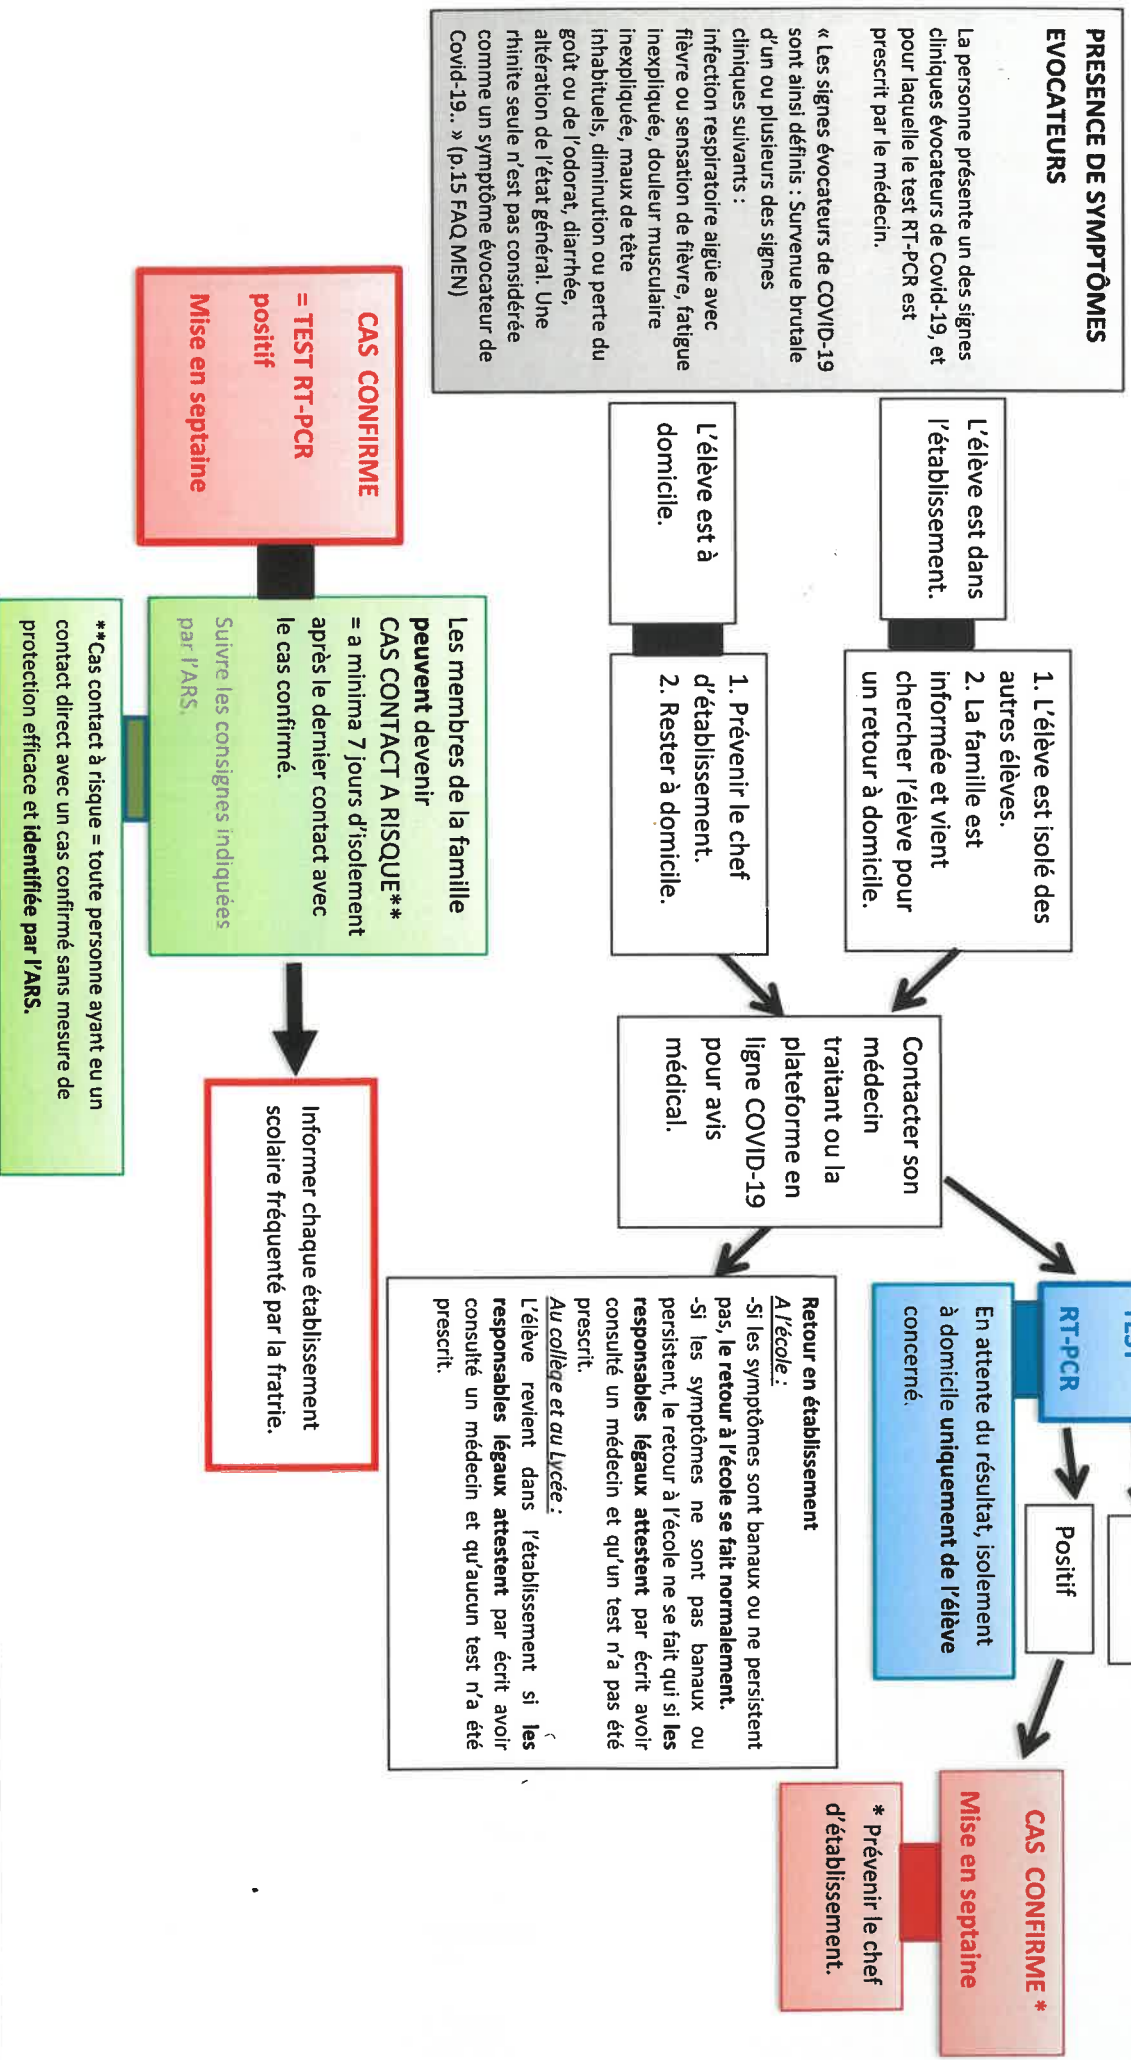 PRESENCE DE SYMPTÔMES
EVOCATEURS
La personne présente un des signes
cliniques évocateurs de Covid-19, et
pour laquelle le test RT-PCR est
prescrit par le médecin.
« Les signes évocateurs de COVID-19
sont ainsi définis : Survenue brutale
d'un ou plusieurs des signes
cliniques suivants :
infection respiratoire aigüe avec
fièvre ou sensation de fièvre, fatigue
inexpliquée, douleur musculaire
inexpliquée, maux de tête
inhabituels, diminution ou perte du
goût ou de l'odorat, diarrhée,
altération de l'état général. Une
rhinite seule n'est pas considérée
comme un symptôme évocateur de
Covid-19.. » (p.15 FAQ MEN)
L'élève est dans
l'établissement.
1. L'élève est isolé des
autres élèves.
2. La famille est
informée et vient
chercher l'élève pour
un retour à domicile.
L'élève est à
domicile.
1. Prévenir le chef
d'établissement.
2. Rester à domicile.
Contacter son
médecin
traitant ou la
plateforme en
ligne COVID-19
pour avis
médical.
RT-PCR
En attente du résultat, isolement
à domicile uniquement de l'élève
concerné.
Positif
CAS CONFIRME *
Mise en septaine
* Prévenir le chef
d'établissement.
Retour en établissement
A l'école :
-Si les symptômes sont banaux ou ne persistent
pas, le retour à l'école se fait normalement.
-Si les symptômes ne sont pas banaux ou
persistent, le retour à l'école ne se fait qui si les
responsables légaux attestent par écrit avoir
consulté un médecin et qu'un test n'a pas été
prescrit.
Au collège et au Lycée :
L'élève revient dans l'établissement si les
responsables légaux attestent par écrit avoir
consulté un médecin et qu'aucun test n'a été
prescrit.
CAS CONFIRME
= TEST RT-PCR
positif
Mise en septaine
Les membres de la famille
peuvent devenir
CAS CONTACT A RISQUE**
= a minima 7 jours d'isolement
après le dernier contact avec
le cas confirmé.
Suivre les consignes indiquées
par l'ARS.
Informer chaque établissement
scolaire fréquenté par la fratrie.
**Cas contact à risque = toute personne ayant eu un
contact direct avec un cas confirmé sans mesure de
protection efficace et identifiée par l'ARS.